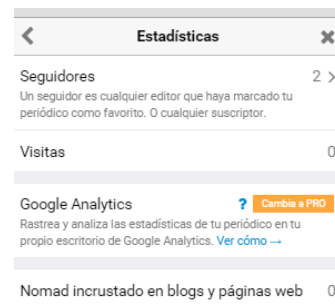 Estadísticas
Seguidores 2
Un seguidor es cualquier editor que haya marcado tu
periódico como favorito. O cualquier suscriptor.
Visitas 0
Google Analytics ? Cambia a PRO
Rastrea y analiza las estadísticas de tu periódico en tu
propio escritorio de Google Analytics. Ver cómo →
Nomad incrustado en blogs y páginas web 0